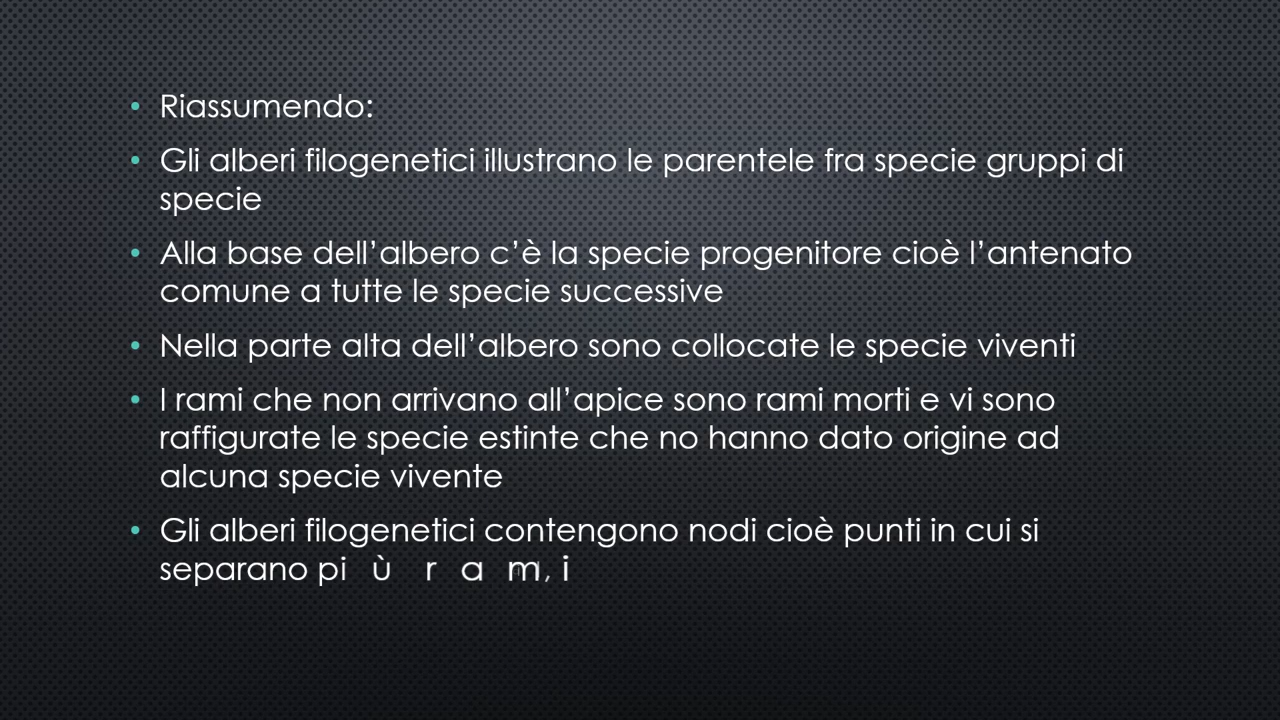 • Riassumendo:
• Gli alberi filogenetici illustrano le parentele fra specie gruppi di
specie
• Alla base dell’albero c’è la specie progenitore cioè l’antenato
comune a tutte le specie successive
• Nella parte alta dell’albero sono collocate le specie viventi
• I rami che non arrivano all’apice sono rami morti e vi sono
raffigurate le specie estinte che no hanno dato origine ad
alcuna specie vivente
• Gli alberi filogenetici contengono nodi cioè punti in cui si
separano più ram,i